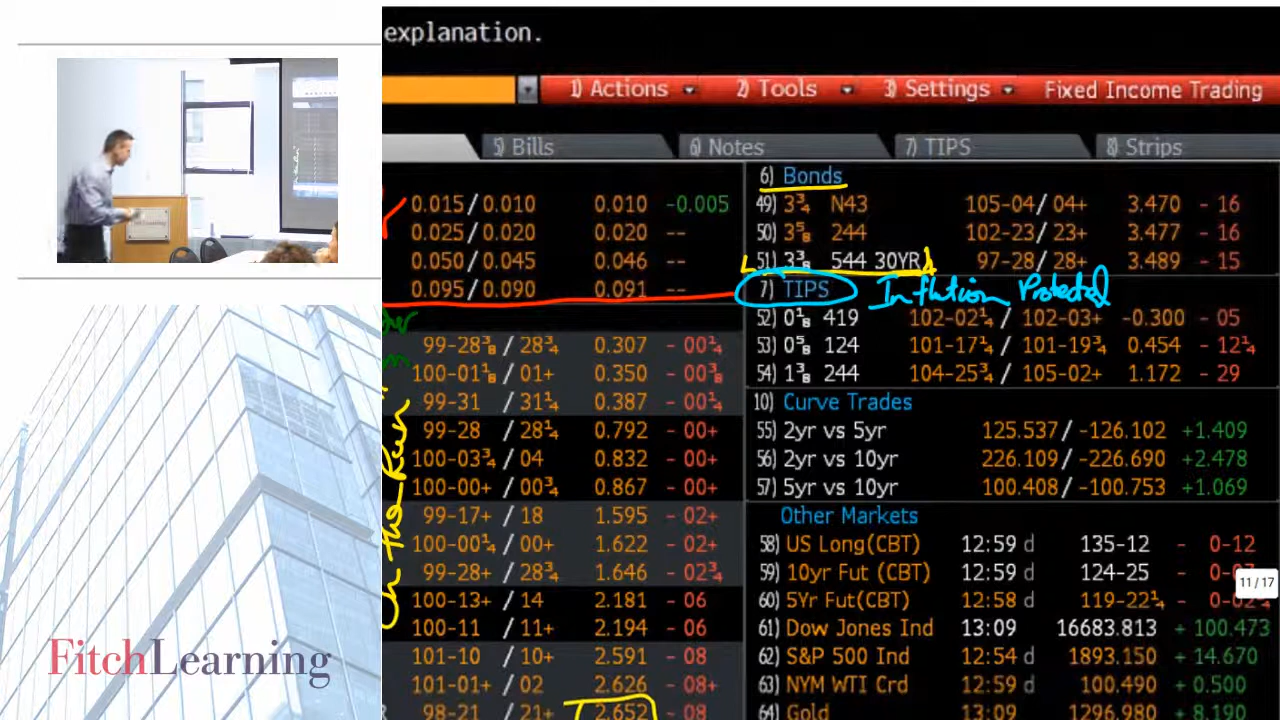 explanation.
1) Actions 2) Tools 3) Settings Fixed Income Trading
5) Bills 6) Notes 7) TIPS 8) Strips
0.015/0.010 0.010 -0.005
0.025/0.020 0.020 --
0.050/0.045 0.046 --
0.095/0.090 0.091 --
99-28⅜ / 28¾ 0.307 - 00¼
100-01⅛ / 01+ 0.350 - 00⅜
99-31 / 31¼ 0.387 - 00¼
99-28 / 28¼ 0.792 - 00+
100-03¾ / 04 0.832 - 00+
100-00+ / 00¾ 0.867 - 00+
99-17+ / 18 1.595 - 02+
100-00¼ / 00+ 1.622 - 02+
99-28+ / 28¾ 1.646 - 02¾
100-13+ / 14 2.181 - 06
100-11 / 11+ 2.194 - 06
101-10 / 10+ 2.591 - 08
101-01+ / 02 2.626 - 08+
98-21 / 21+ 2.652 - 08
On the Run
6) Bonds
49) 3¾ N43 105-04/ 04+ 3.470 - 16
50) 3⅝ 244 102-23/ 23+ 3.477 - 16
51) 3⅜ 544 30YR 97-28/ 28+ 3.489 - 15
7) TIPS Inflation Protected
52) 0⅛ 419 102-02¼/ 102-03+ -0.300 - 05
53) 0⅝ 124 101-17¼/ 101-19¾ 0.454 - 12¼
54) 1⅜ 244 104-25¾/ 105-02+ 1.172 - 29
10) Curve Trades
55) 2yr vs 5yr 125.537/ -126.102 +1.409
56) 2yr vs 10yr 226.109/ -226.690 +2.478
57) 5yr vs 10yr 100.408/ -100.753 +1.069
Other Markets
58) US Long(CBT) 12:59 d 135-12 - 0-12
59) 10yr Fut (CBT) 12:59 d 124-25 - 0-0
60) 5Yr Fut(CBT) 12:58 d 119-22¼ - 0-02¼
61) Dow Jones Ind 13:09 16683.813 + 100.473
62) S&P 500 Ind 12:54 d 1893.150 + 14.670
63) NYM WTI Crd 12:59 d 100.490 + 0.500
64) Gold 13:09 1296.980 + 8.190
11 / 17
FitchLearning